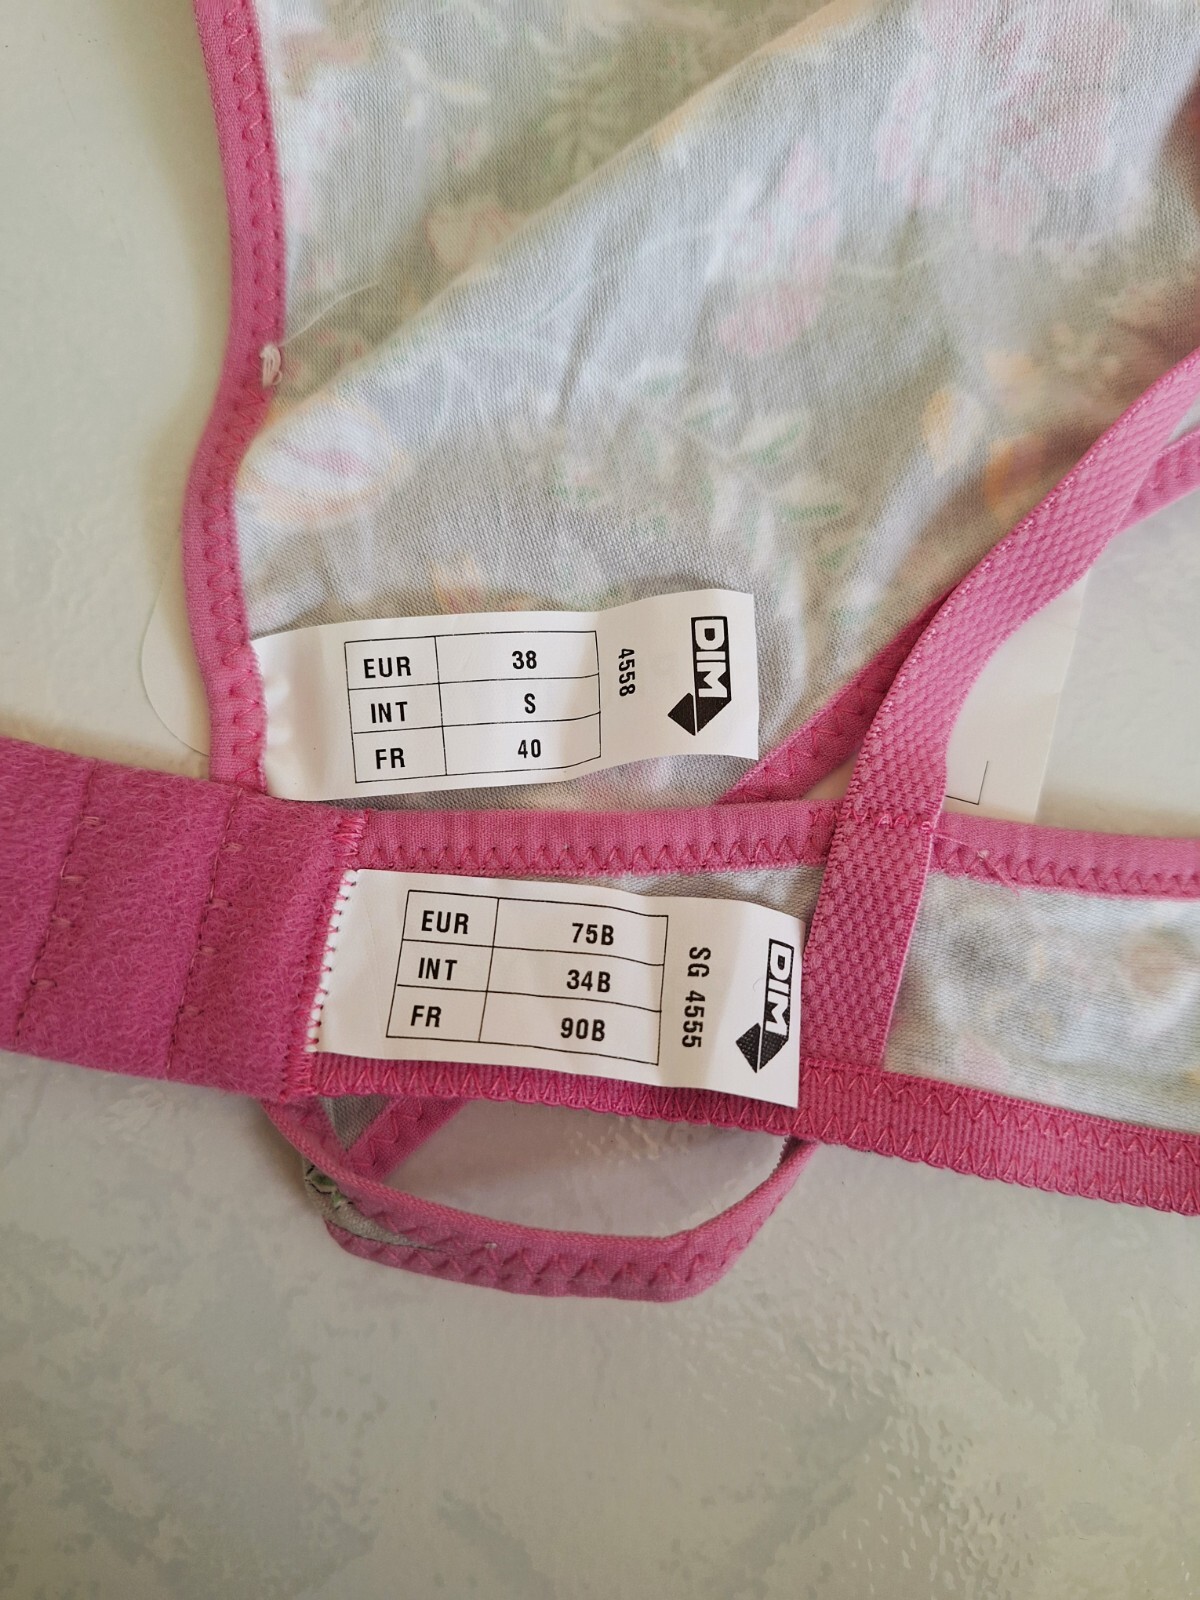 EUR 38
INT S
FR 40
4558
DIM
EUR 75B
INT 34B
FR 90B
SG 4555
DIM